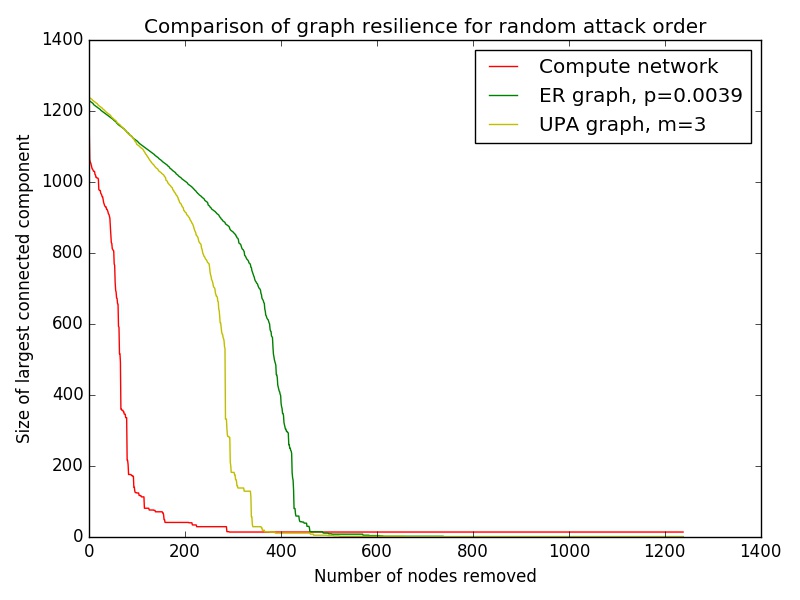 Comparison of graph resilience for random attack order
1400
1200
1000
800
600
400
200
0
Size of largest connected component
Compute network
ER graph, p=0.0039
UPA graph, m=3
0 200 400 600 800 1000 1200 1400
Number of nodes removed